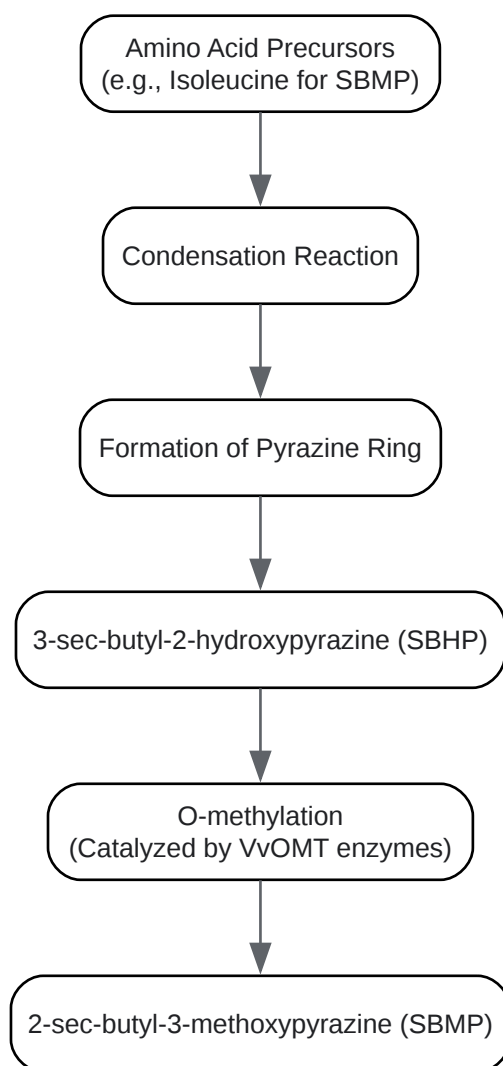 Amino Acid Precursors
(e.g., Isoleucine for SBMP)
Condensation Reaction
Formation of Pyrazine Ring
3-sec-butyl-2-hydroxypyrazine (SBHP)
O-methylation
(Catalyzed by VvOMT enzymes)
2-sec-butyl-3-methoxypyrazine (SBMP)